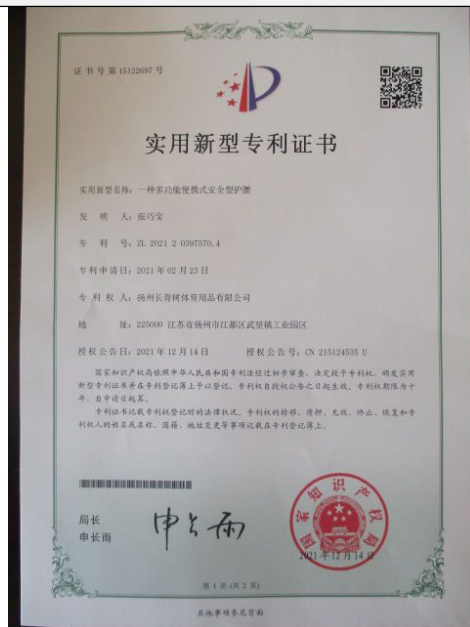 证书号第15122697号
实用新型专利证书
实用新型名称：一种多功能便携式安全型护腰
发 明 人：张巧宝
专 利 号：ZL 2021 2 0397570.4
专利申请日：2021年02月23日
专 利 权 人：扬州长青树体育用品有限公司
地 址：225000 江苏省扬州市江都区武坚镇工业园区
授权公告日：2021年12月14日 授权公告号：CN 215124535 U
国家知识产权局依照中华人民共和国专利法经过初步审查，决定授予专利权，颁发实用
新型专利证书并在专利登记簿上予以登记。专利权自授权公告之日起生效。专利权期限为十
年，自申请日起算。
专利证书记载专利权登记时的法律状况。专利权的转移、质押、无效、终止、恢复和专
利权人的姓名或名称、国籍、地址变更等事项记载在专利登记簿上。
局长
申长雨
申长雨
国家知识产权局
2021年12月14日
第 1 页 (共 2 页)
其他事项参见背面